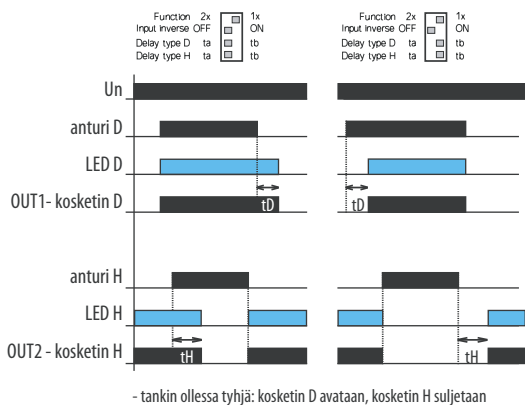 Function 2x 1x
Input inverse OFF ON
Delay type D ta tb
Delay type H ta tb
Function 2x 1x
Input inverse OFF ON
Delay type D ta tb
Delay type H ta tb
Un
anturi D
LED D
OUT1- kosketin D
tD
tD
anturi H
LED H
OUT2 - kosketin H
tH
tH
- tankin ollessa tyhjä: kosketin D avataan, kosketin H suljetaan